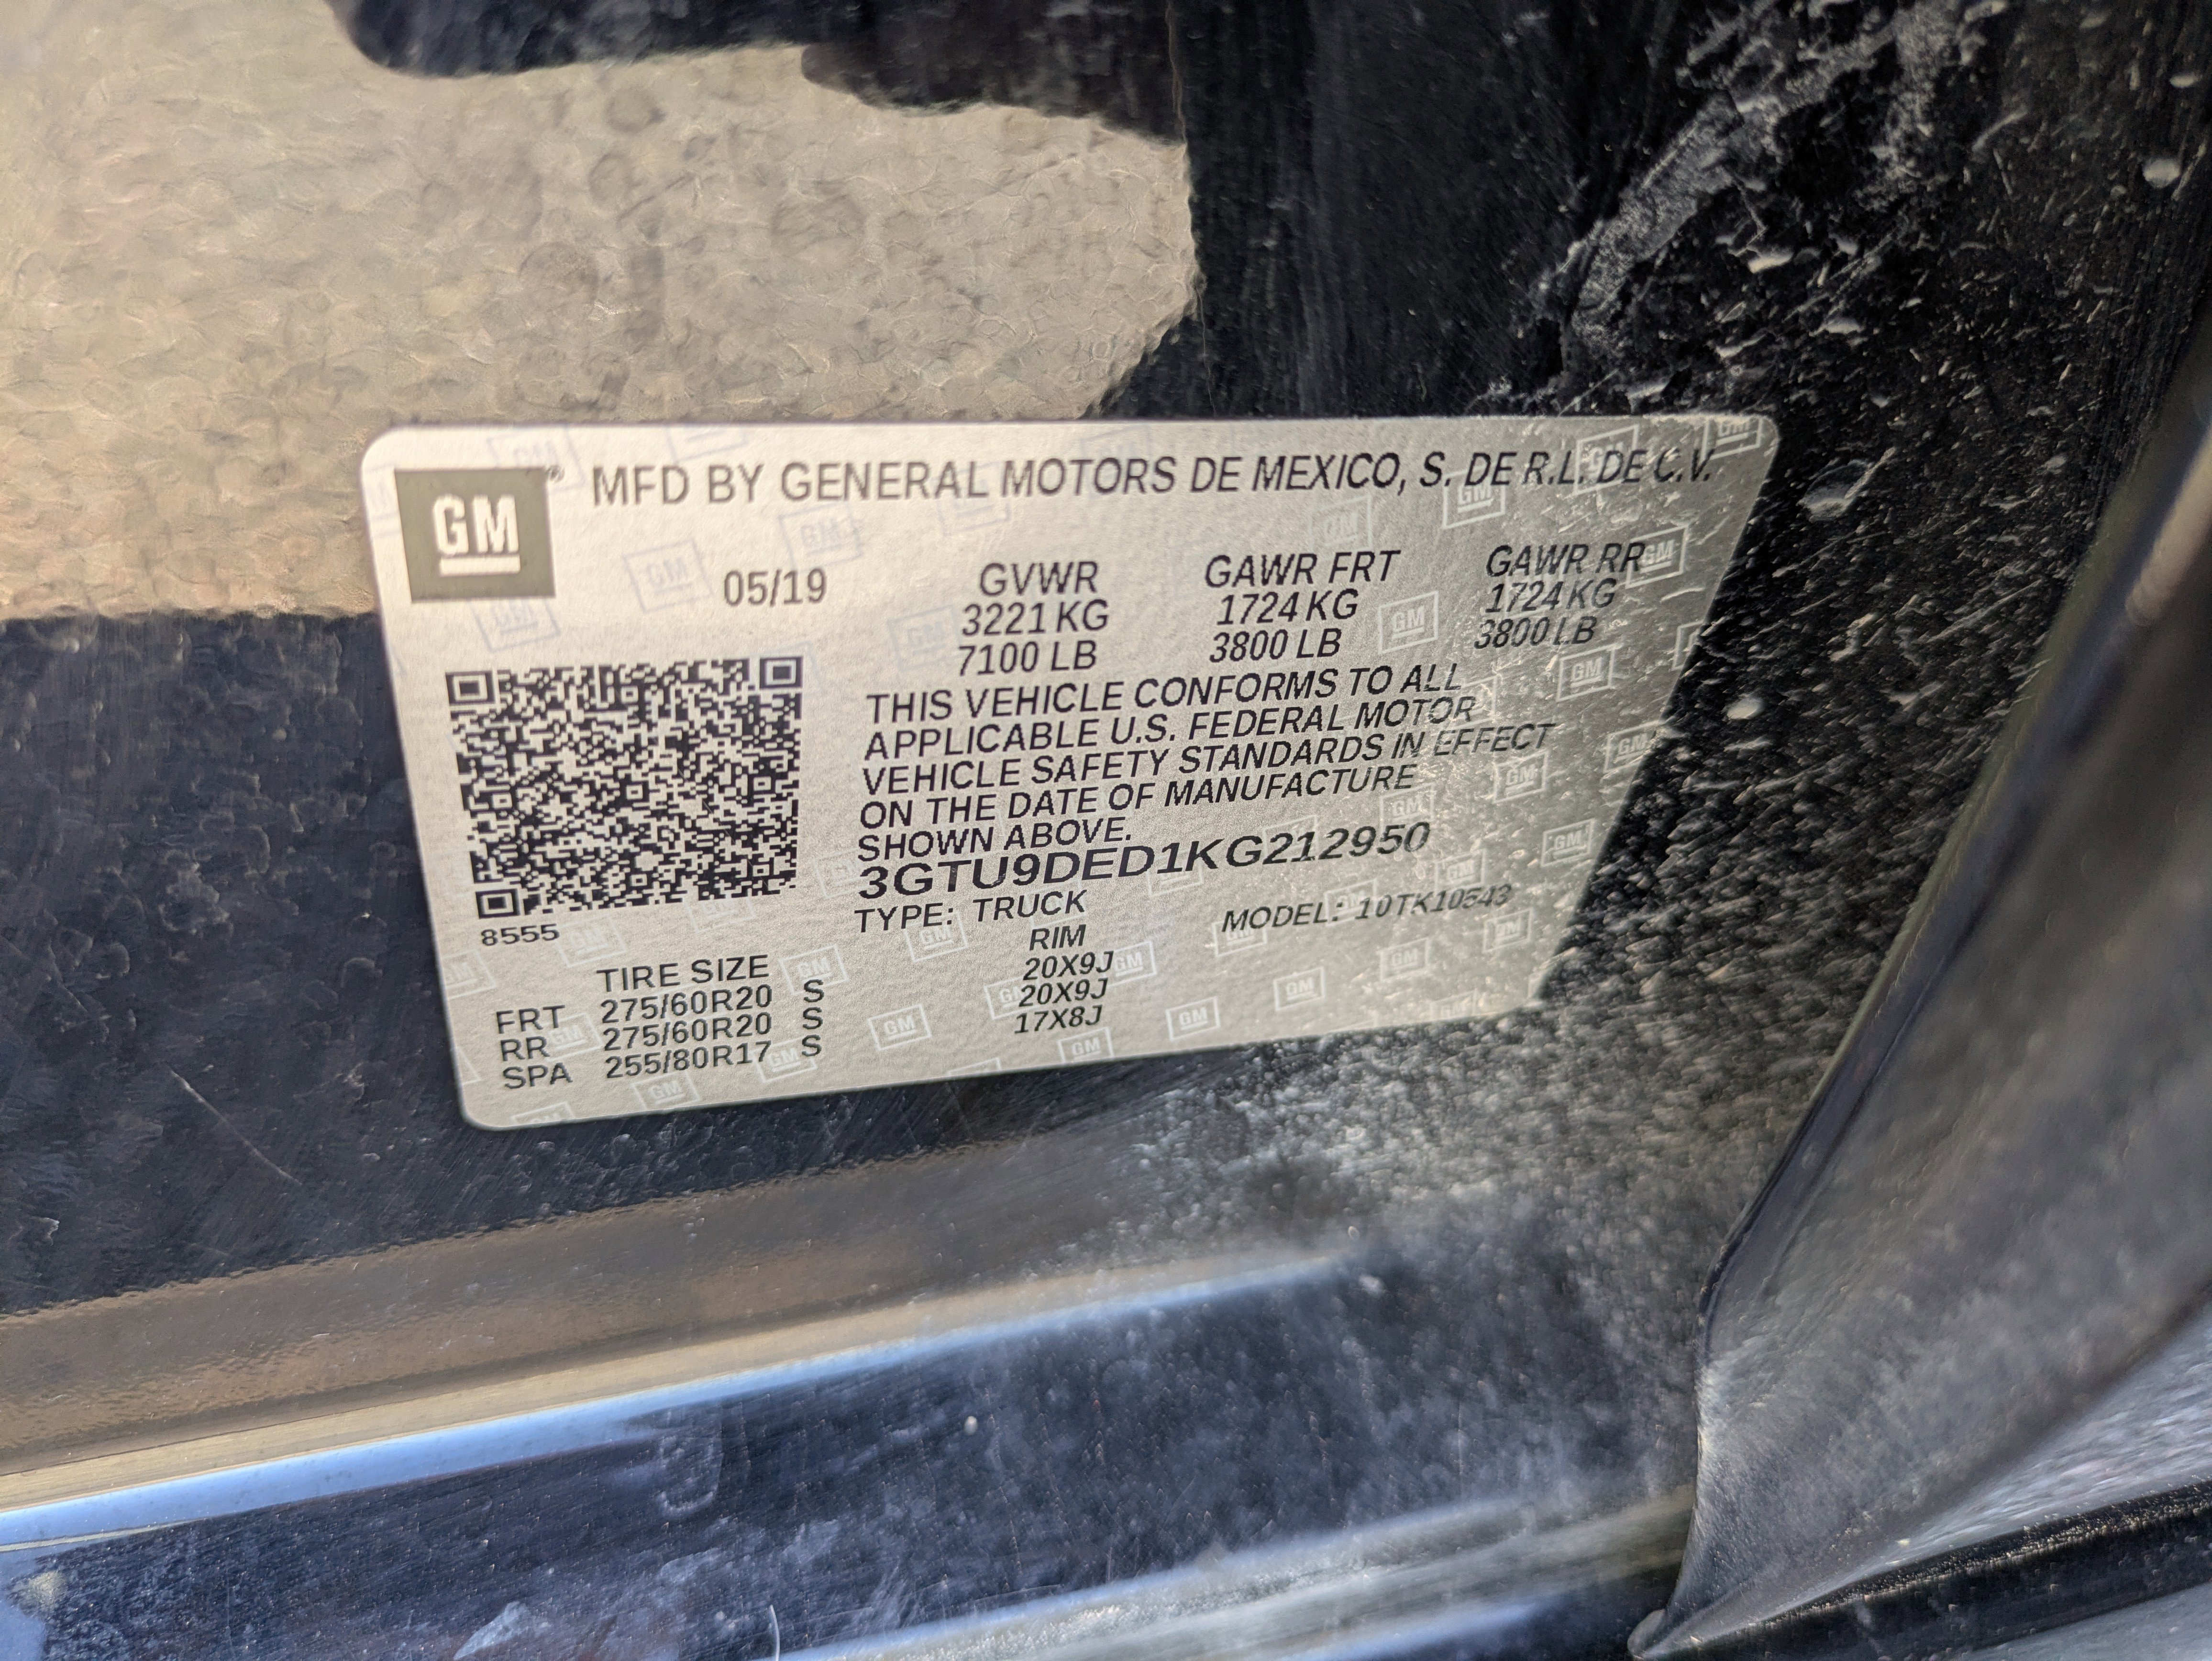 GM
MFD BY GENERAL MOTORS DE MEXICO, S. DE R.L. DE C.V.
05/19
GVWR GAWR FRT GAWR RR
3221 KG 1724 KG 1724 KG
7100 LB 3800 LB 3800 LB
THIS VEHICLE CONFORMS TO ALL
APPLICABLE U.S. FEDERAL MOTOR
VEHICLE SAFETY STANDARDS IN EFFECT
ON THE DATE OF MANUFACTURE
SHOWN ABOVE.
3GTU9DED1KG212950
TYPE: TRUCK MODEL: 10TK10543
8555
TIRE SIZE RIM
FRT 275/60R20 S 20X9J
RR 275/60R20 S 20X9J
SPA 255/80R17 S 17X8J